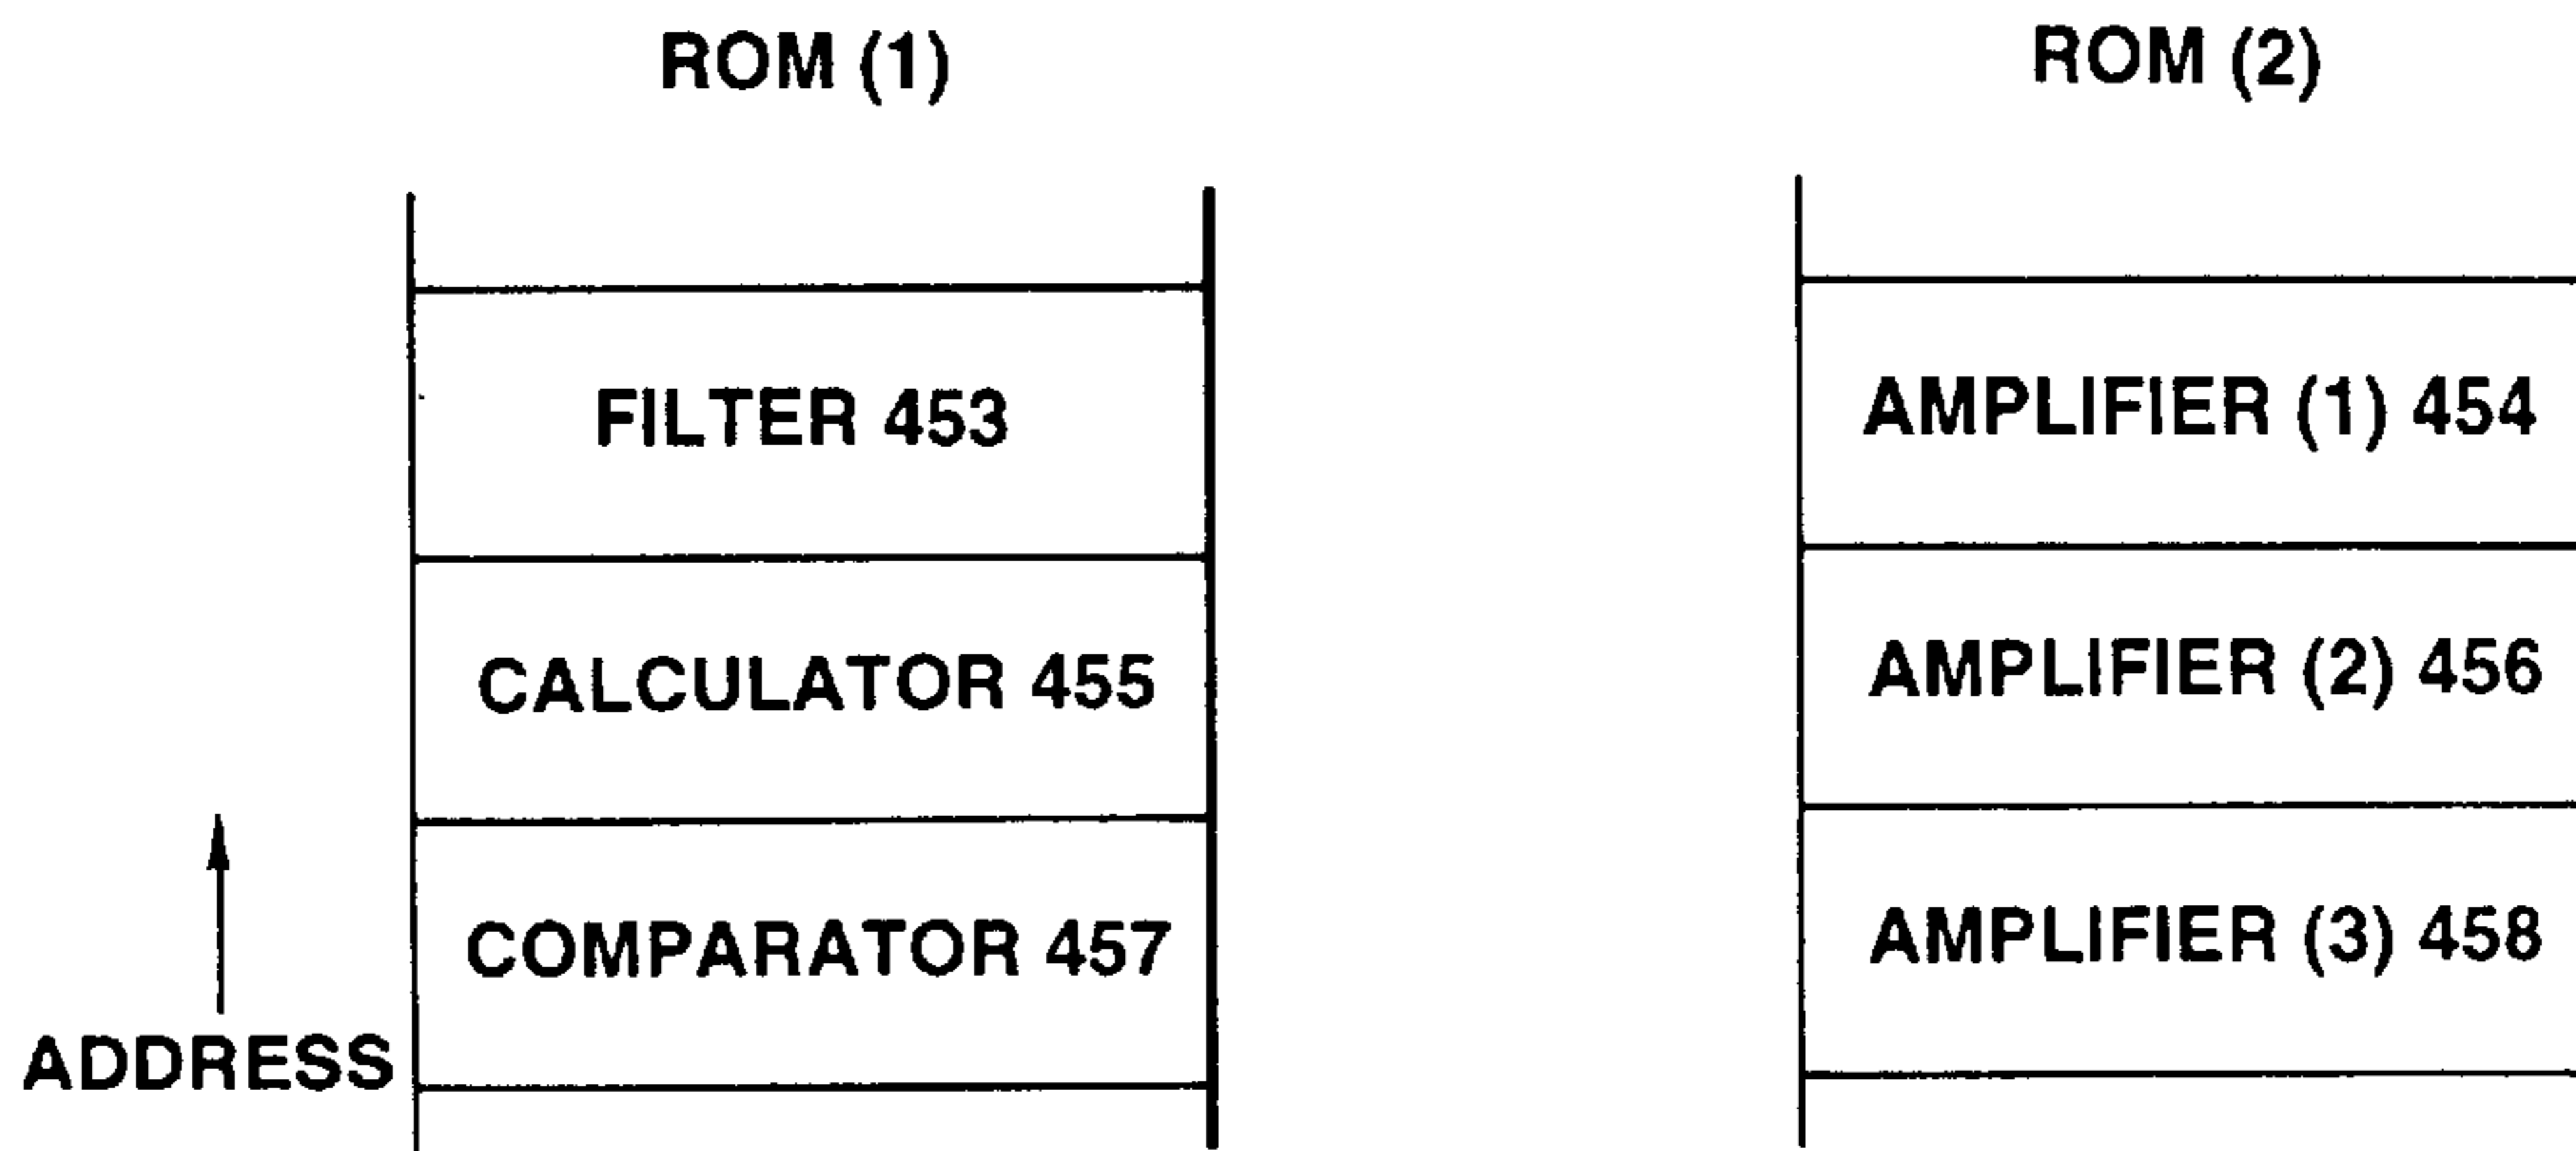 ROM (1)
FILTER 453
CALCULATOR 455
COMPARATOR 457
ADDRESS
ROM (2)
AMPLIFIER (1) 454
AMPLIFIER (2) 456
AMPLIFIER (3) 458